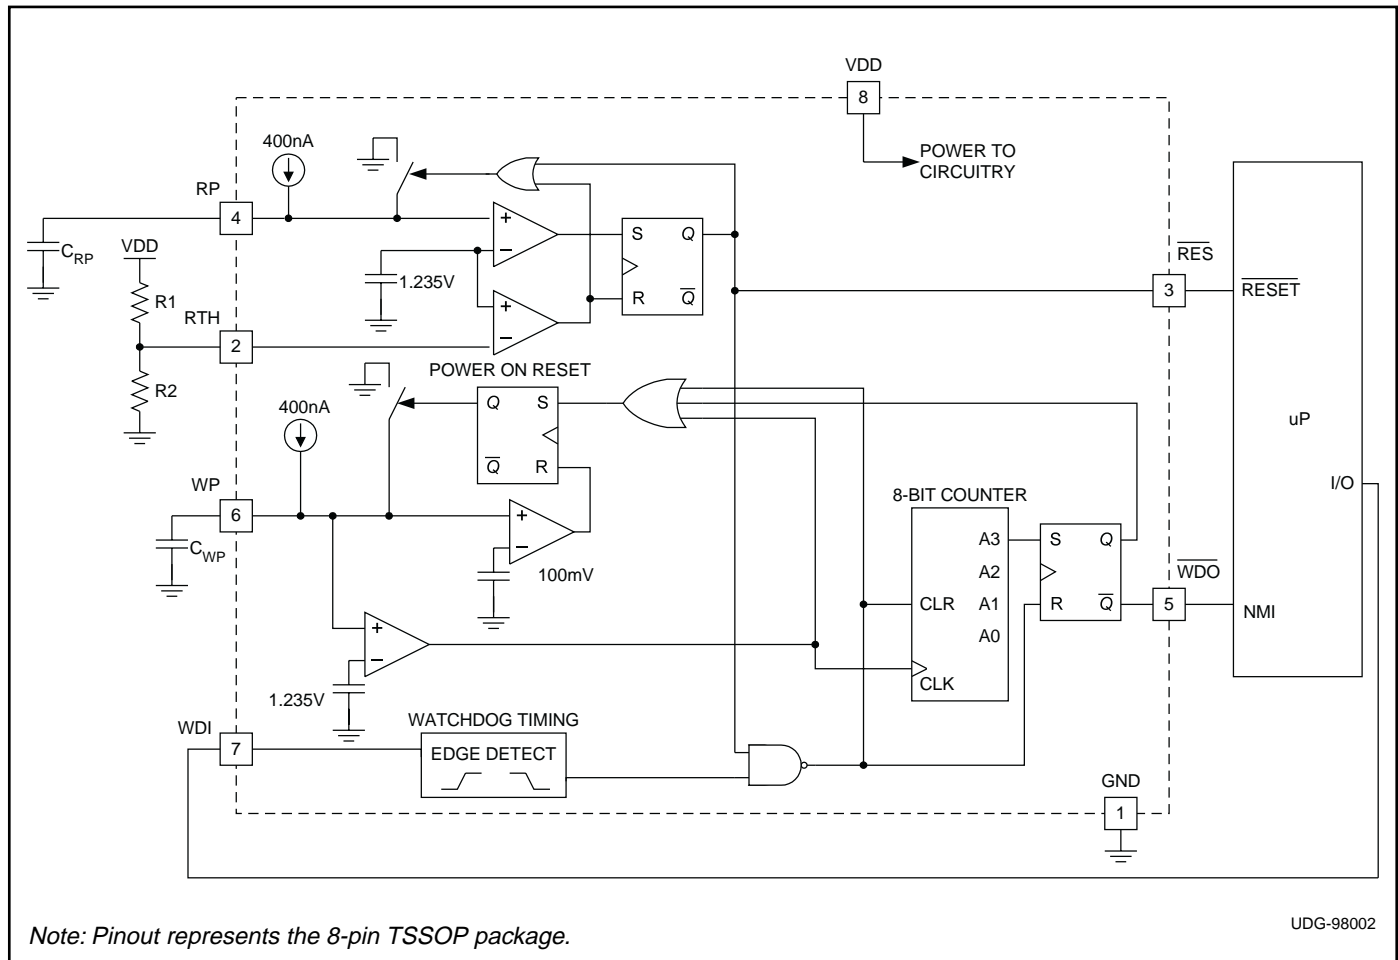 VDD
8
400nA
POWER TO
CIRCUITRY
RP
4
C_RP
VDD
1.235V
S
Q
R
Q̅
R̅E̅S̅
3
R̅E̅S̅E̅T̅
R1
RTH
2
+
−
+
−
R2
POWER ON RESET
400nA
Q
S
Q̅
R
uP
I/O
WP
6
C_WP
+
−
100mV
8-BIT COUNTER
A3
A2
A1
A0
CLR
CLK
S
Q
R
Q̅
W̅D̅O̅
5
NMI
+
−
1.235V
WDI
7
WATCHDOG TIMING
EDGE DETECT
GND
1
Note: Pinout represents the 8-pin TSSOP package.
UDG-98002